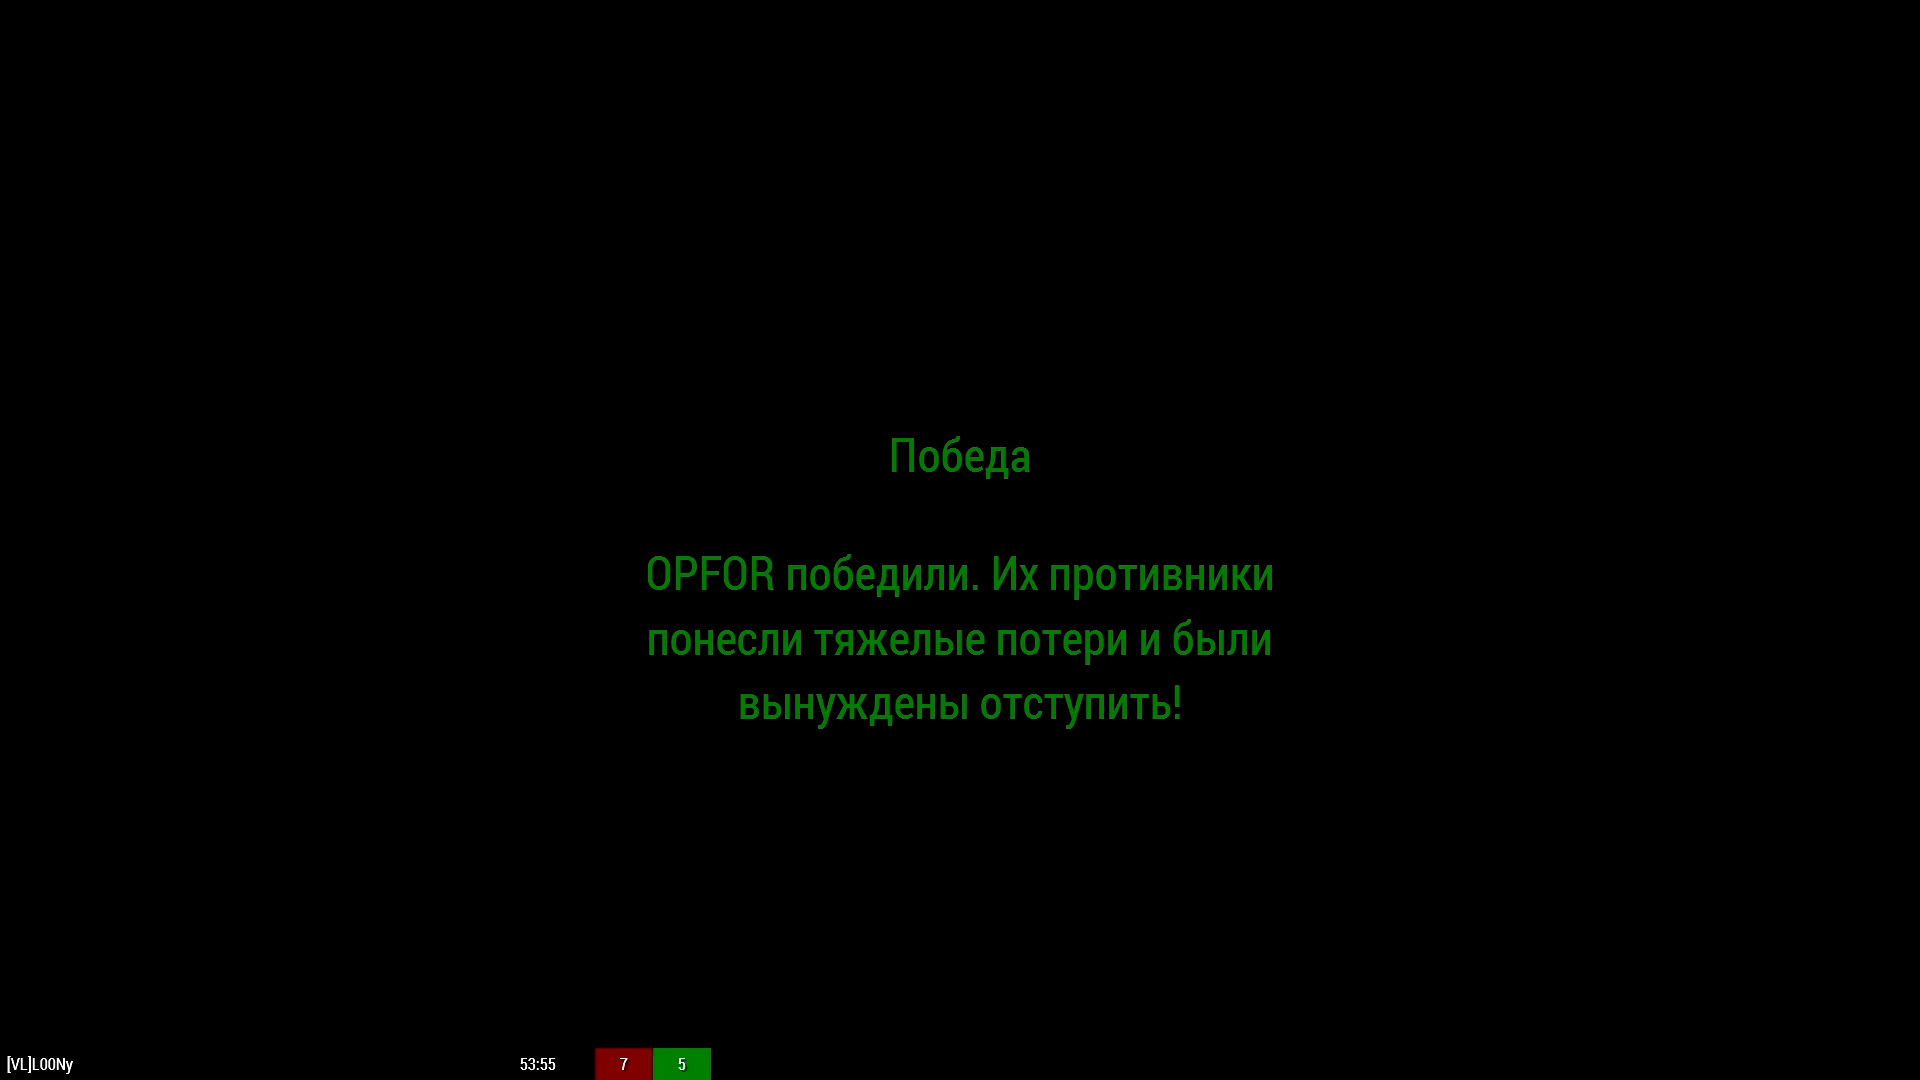 Победа
OPFOR победили. Их противники
понесли тяжелые потери и были
вынуждены отступить!
[VL]L00Ny 53:55 7 5